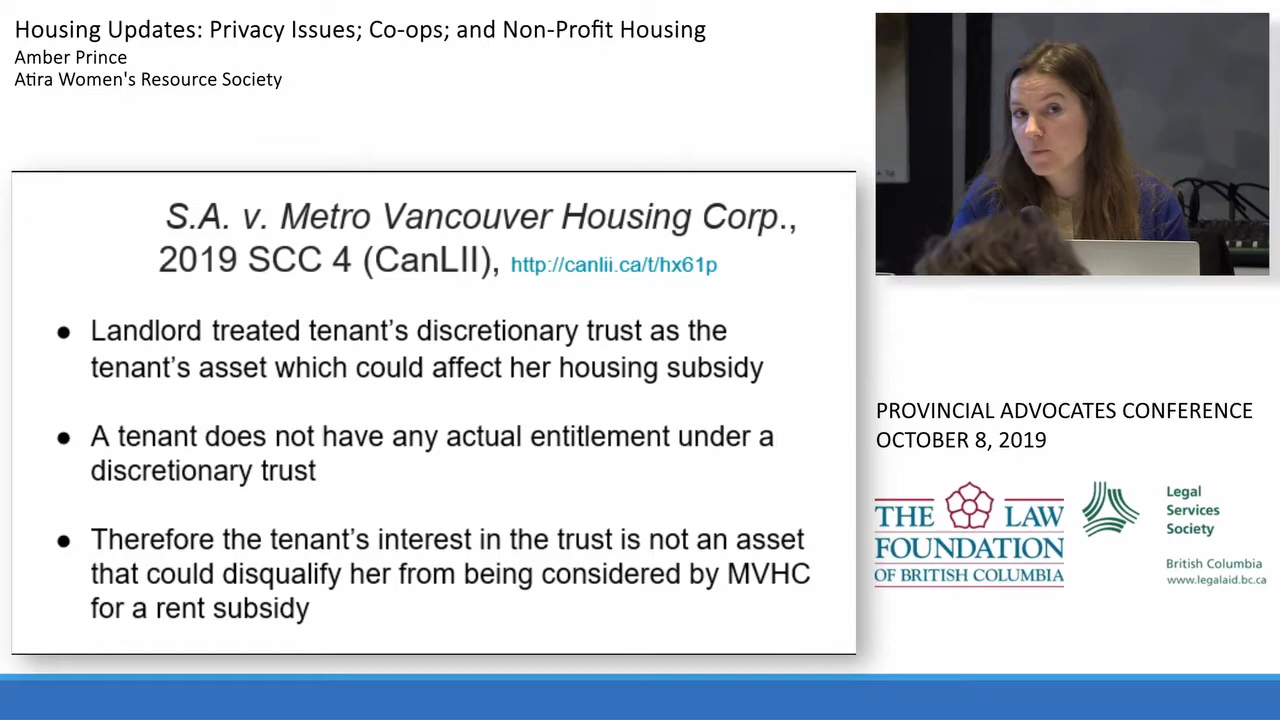 Housing Updates: Privacy Issues; Co-ops; and Non-Profit Housing
Amber Prince
Atira Women's Resource Society
S.A. v. Metro Vancouver Housing Corp.,
2019 SCC 4 (CanLII), http://canlii.ca/t/hx61p
● Landlord treated tenant's discretionary trust as the
tenant's asset which could affect her housing subsidy
● A tenant does not have any actual entitlement under a
discretionary trust
● Therefore the tenant's interest in the trust is not an asset
that could disqualify her from being considered by MVHC
for a rent subsidy
PROVINCIAL ADVOCATES CONFERENCE
OCTOBER 8, 2019
THE LAW
FOUNDATION
OF BRITISH COLUMBIA
Legal
Services
Society
British Columbia
www.legalaid.bc.ca